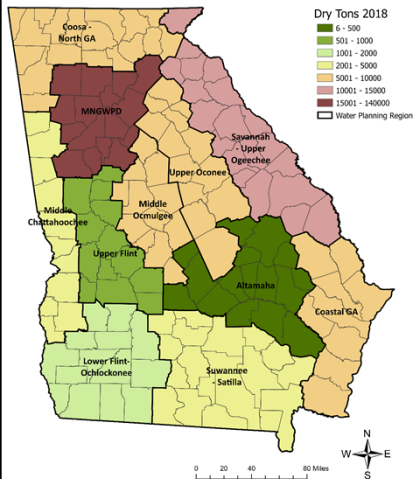 Dry Tons 2018
6 - 500
501 - 1000
1001 - 2000
2001 - 5000
5001 - 10000
10001 - 15000
15001 - 140000
Water Planning Region
Coosa -
North GA
MNGWPD
Savannah -
Upper
Ogeechee
Upper Oconee
Middle
Ocmulgee
Middle
Chattahoochee
Upper Flint
Altamaha
Coastal GA
Lower Flint-
Ochlockonee
Suwannee
- Satilla
N
W E
S
0 20 40 80 Miles